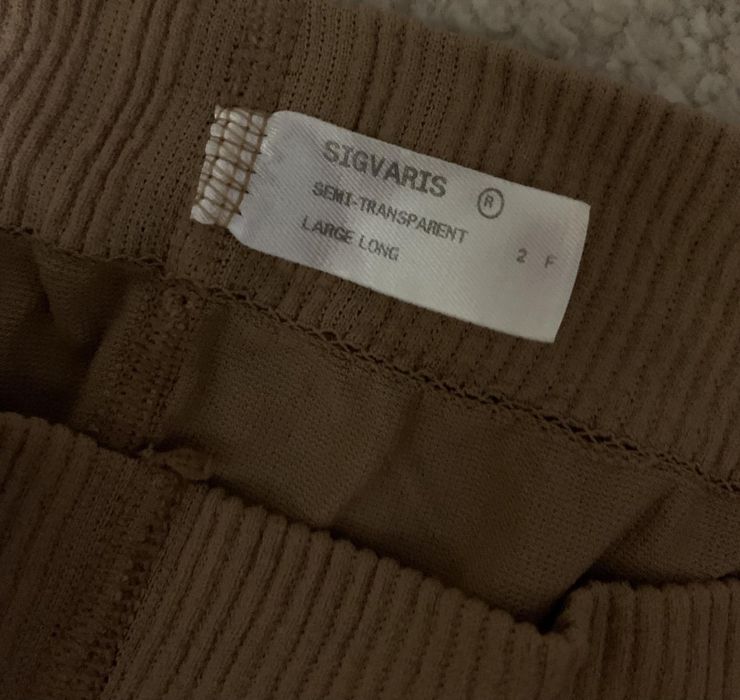 SIGVARIS ®
SEMI-TRANSPARENT
LARGE LONG 2 F